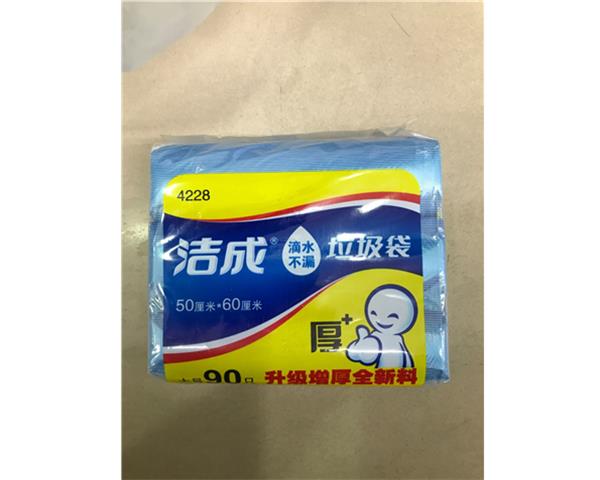 4228
洁成®
滴水
不漏
垃圾袋
50厘米*60厘米
厚+
90只
升级增厚全新料